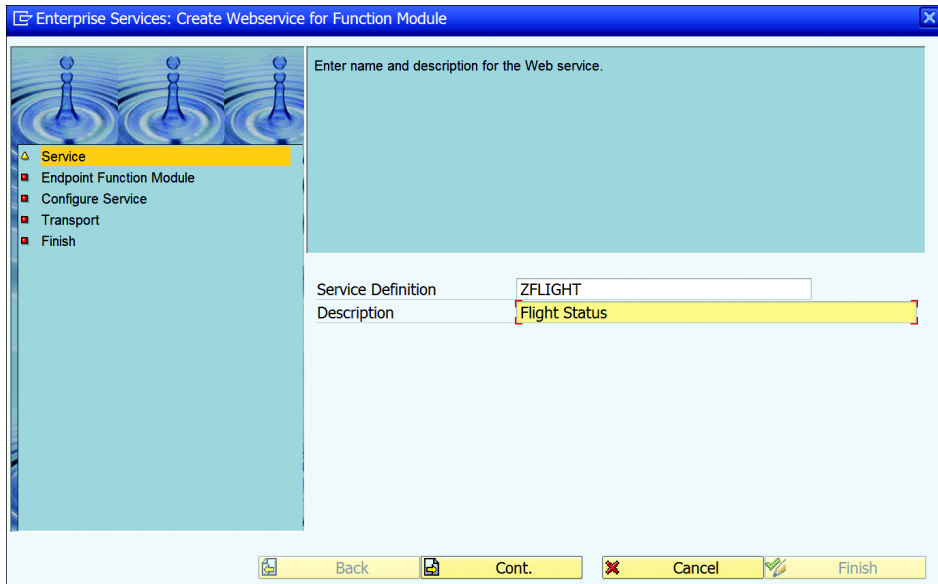 Enterprise Services: Create Webservice for Function Module
Enter name and description for the Web service.
Service
Endpoint Function Module
Configure Service
Transport
Finish
Service Definition ZFLIGHT
Description Flight Status
Back Cont. Cancel Finish